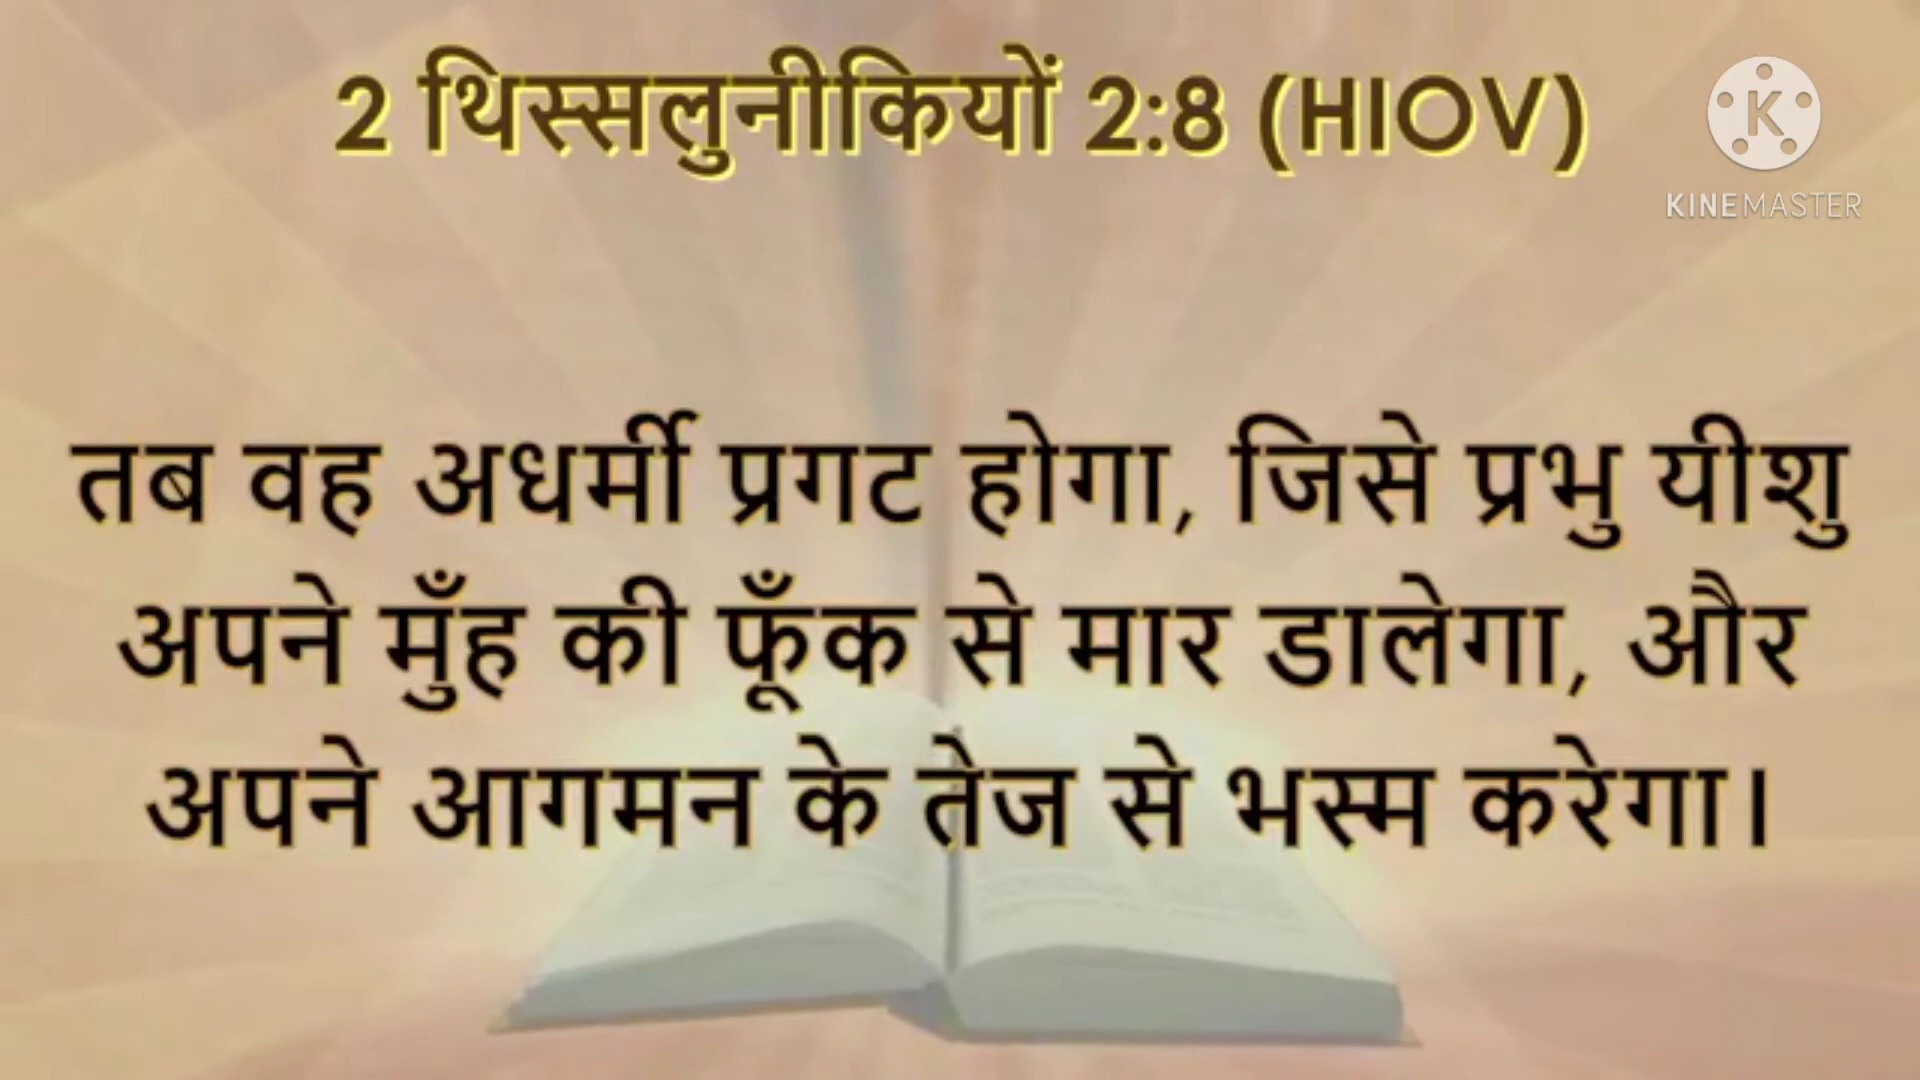 2 थिस्सलुनीकियों 2:8 (HIOV)
K
KINEMASTER
तब वह अधर्मी प्रगट होगा, जिसे प्रभु यीशु
अपने मुँह की फूँक से मार डालेगा, और
अपने आगमन के तेज से भस्म करेगा।